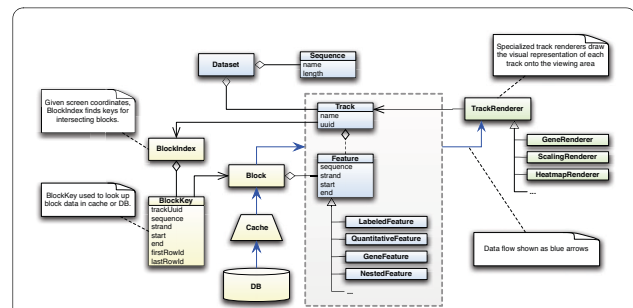 Dataset
Sequence
name
length
Specialized track renderers draw
the visual representation of each
track onto the viewing area
Given screen coordinates,
BlockIndex finds keys for
intersecting blocks.
Track
name
uuid
TrackRenderer
BlockIndex
GeneRenderer
ScalingRenderer
HeatmapRenderer
...
Feature
sequence
strand
start
end
Block
BlockKey used to look up
block data in cache or DB.
BlockKey
trackUuid
sequence
strand
start
end
firstRowId
lastRowId
Cache
DB
LabeledFeature
QuantitativeFeature
GeneFeature
NestedFeature
...
Data flow shown as blue arrows